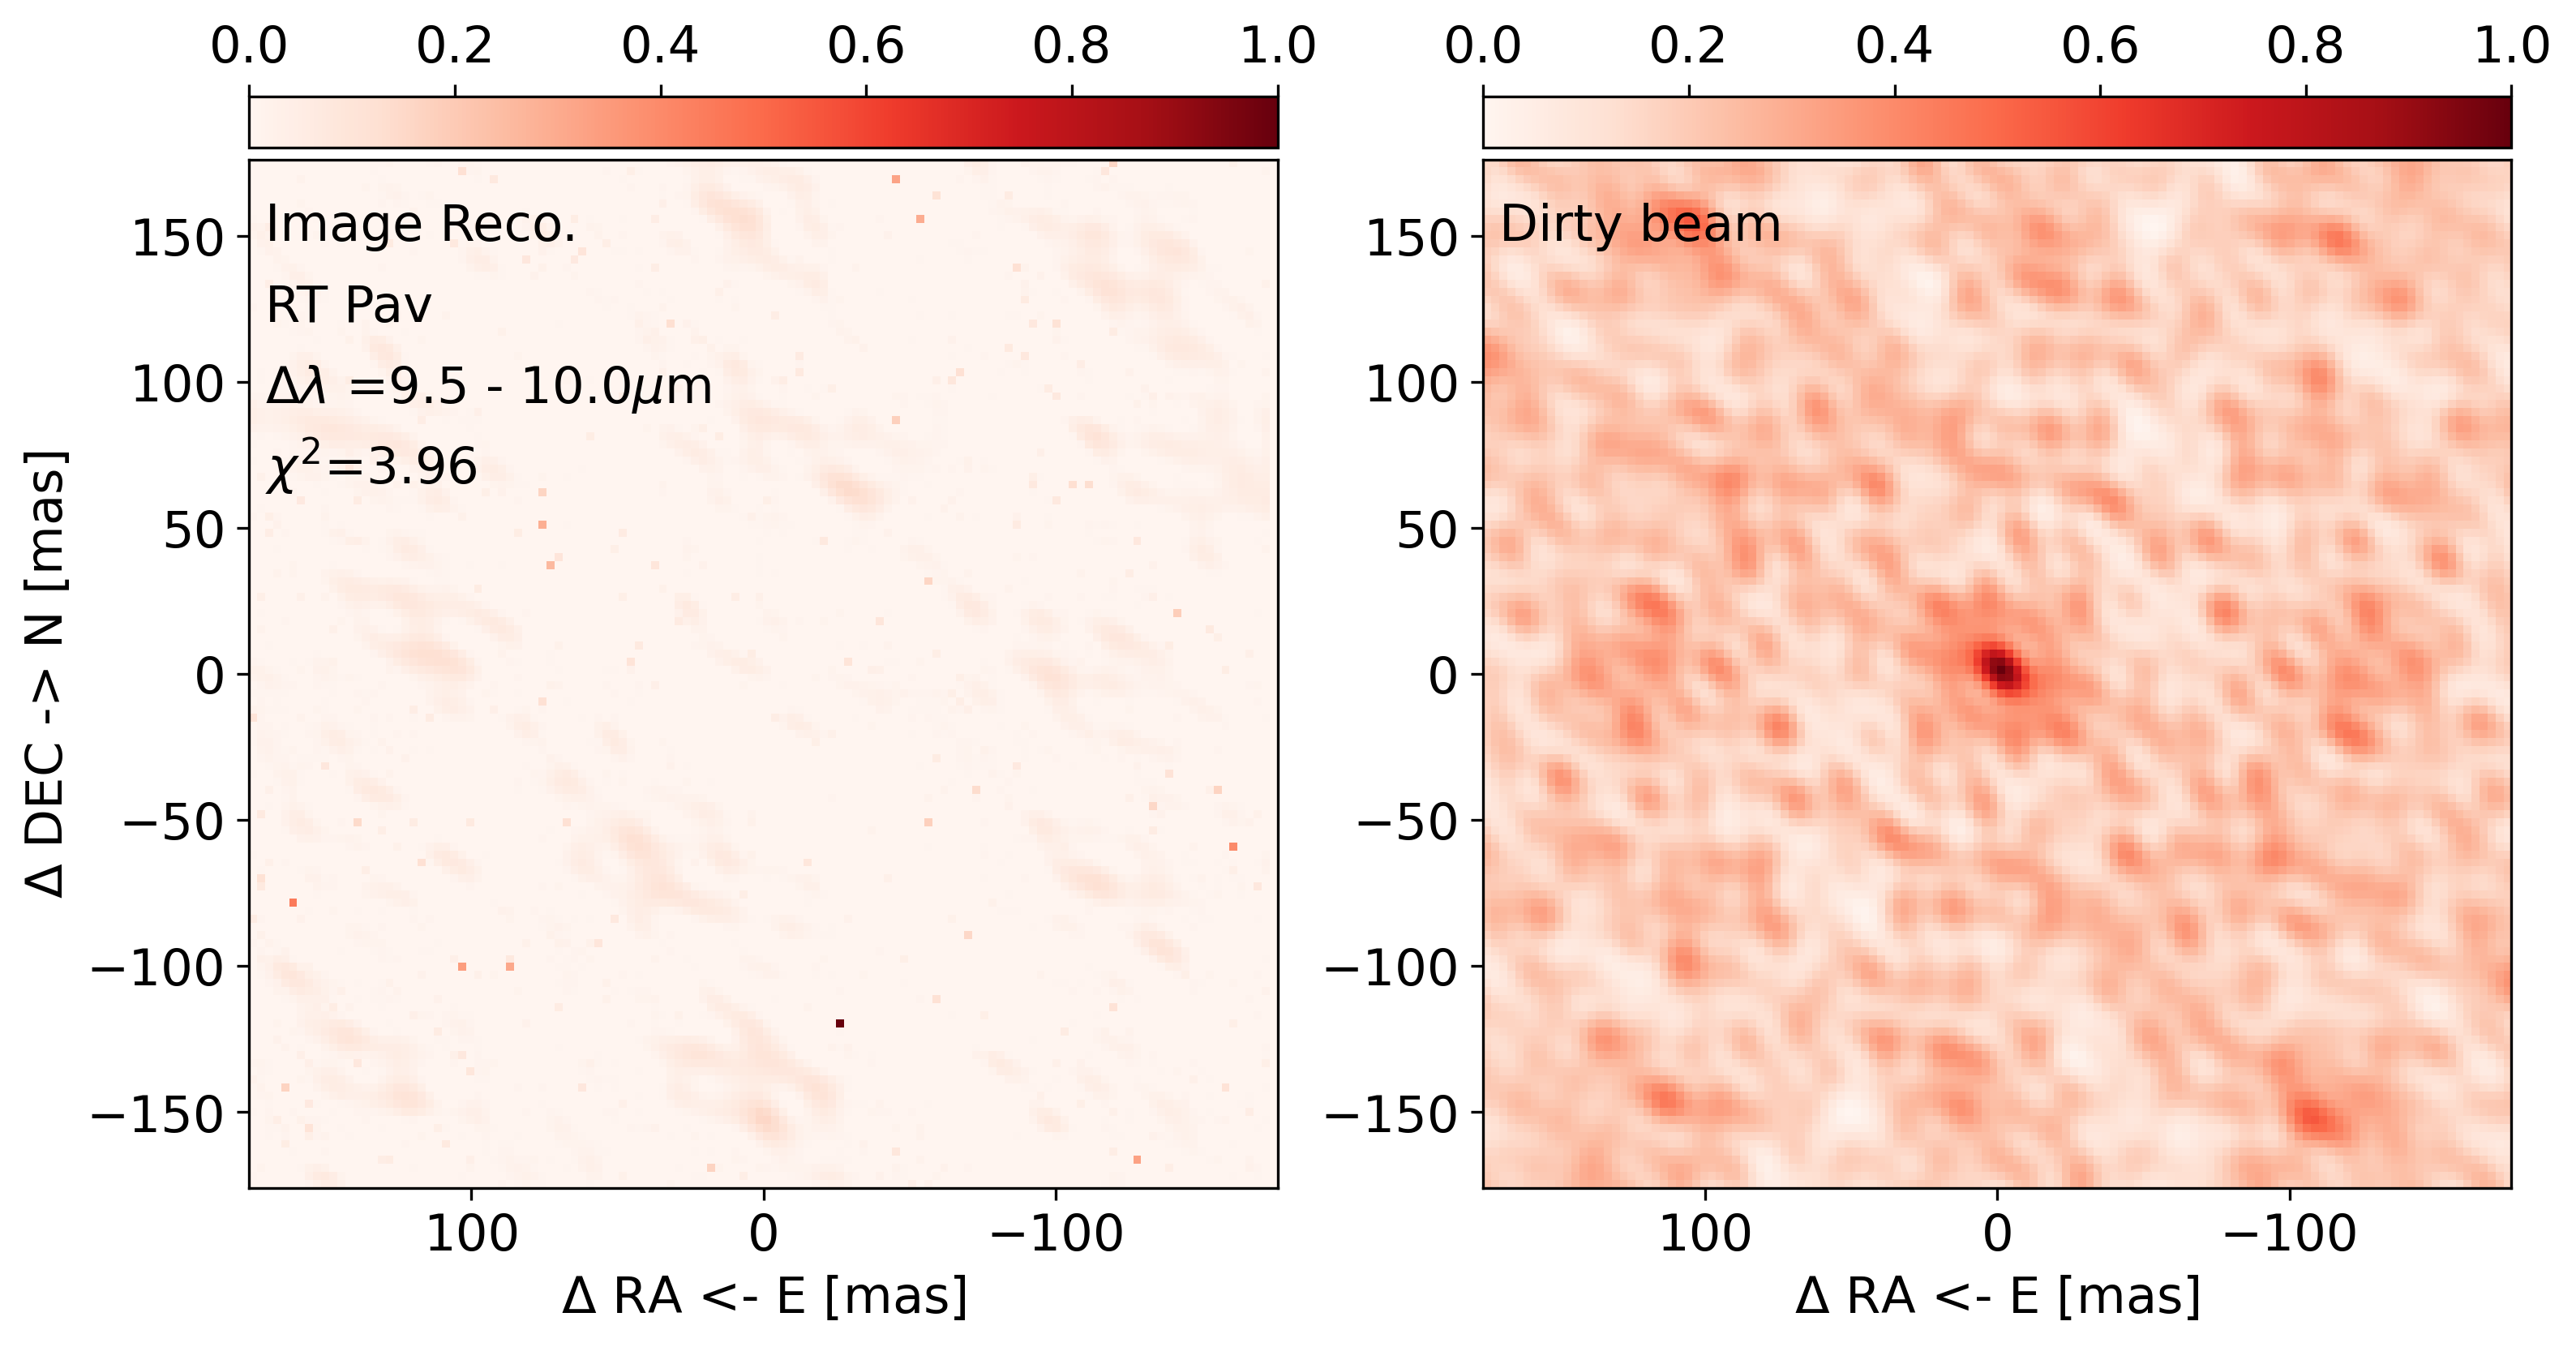 0.0 0.2 0.4 0.6 0.8 1.0
Image Reco.
RT Pav
Δλ =9.5 - 10.0μm
χ²=3.96
150
100
50
0
−50
−100
−150
Δ DEC -> N [mas]
100 0 −100
Δ RA <- E [mas]
0.0 0.2 0.4 0.6 0.8 1.0
Dirty beam
150
100
50
0
−50
−100
−150
100 0 −100
Δ RA <- E [mas]